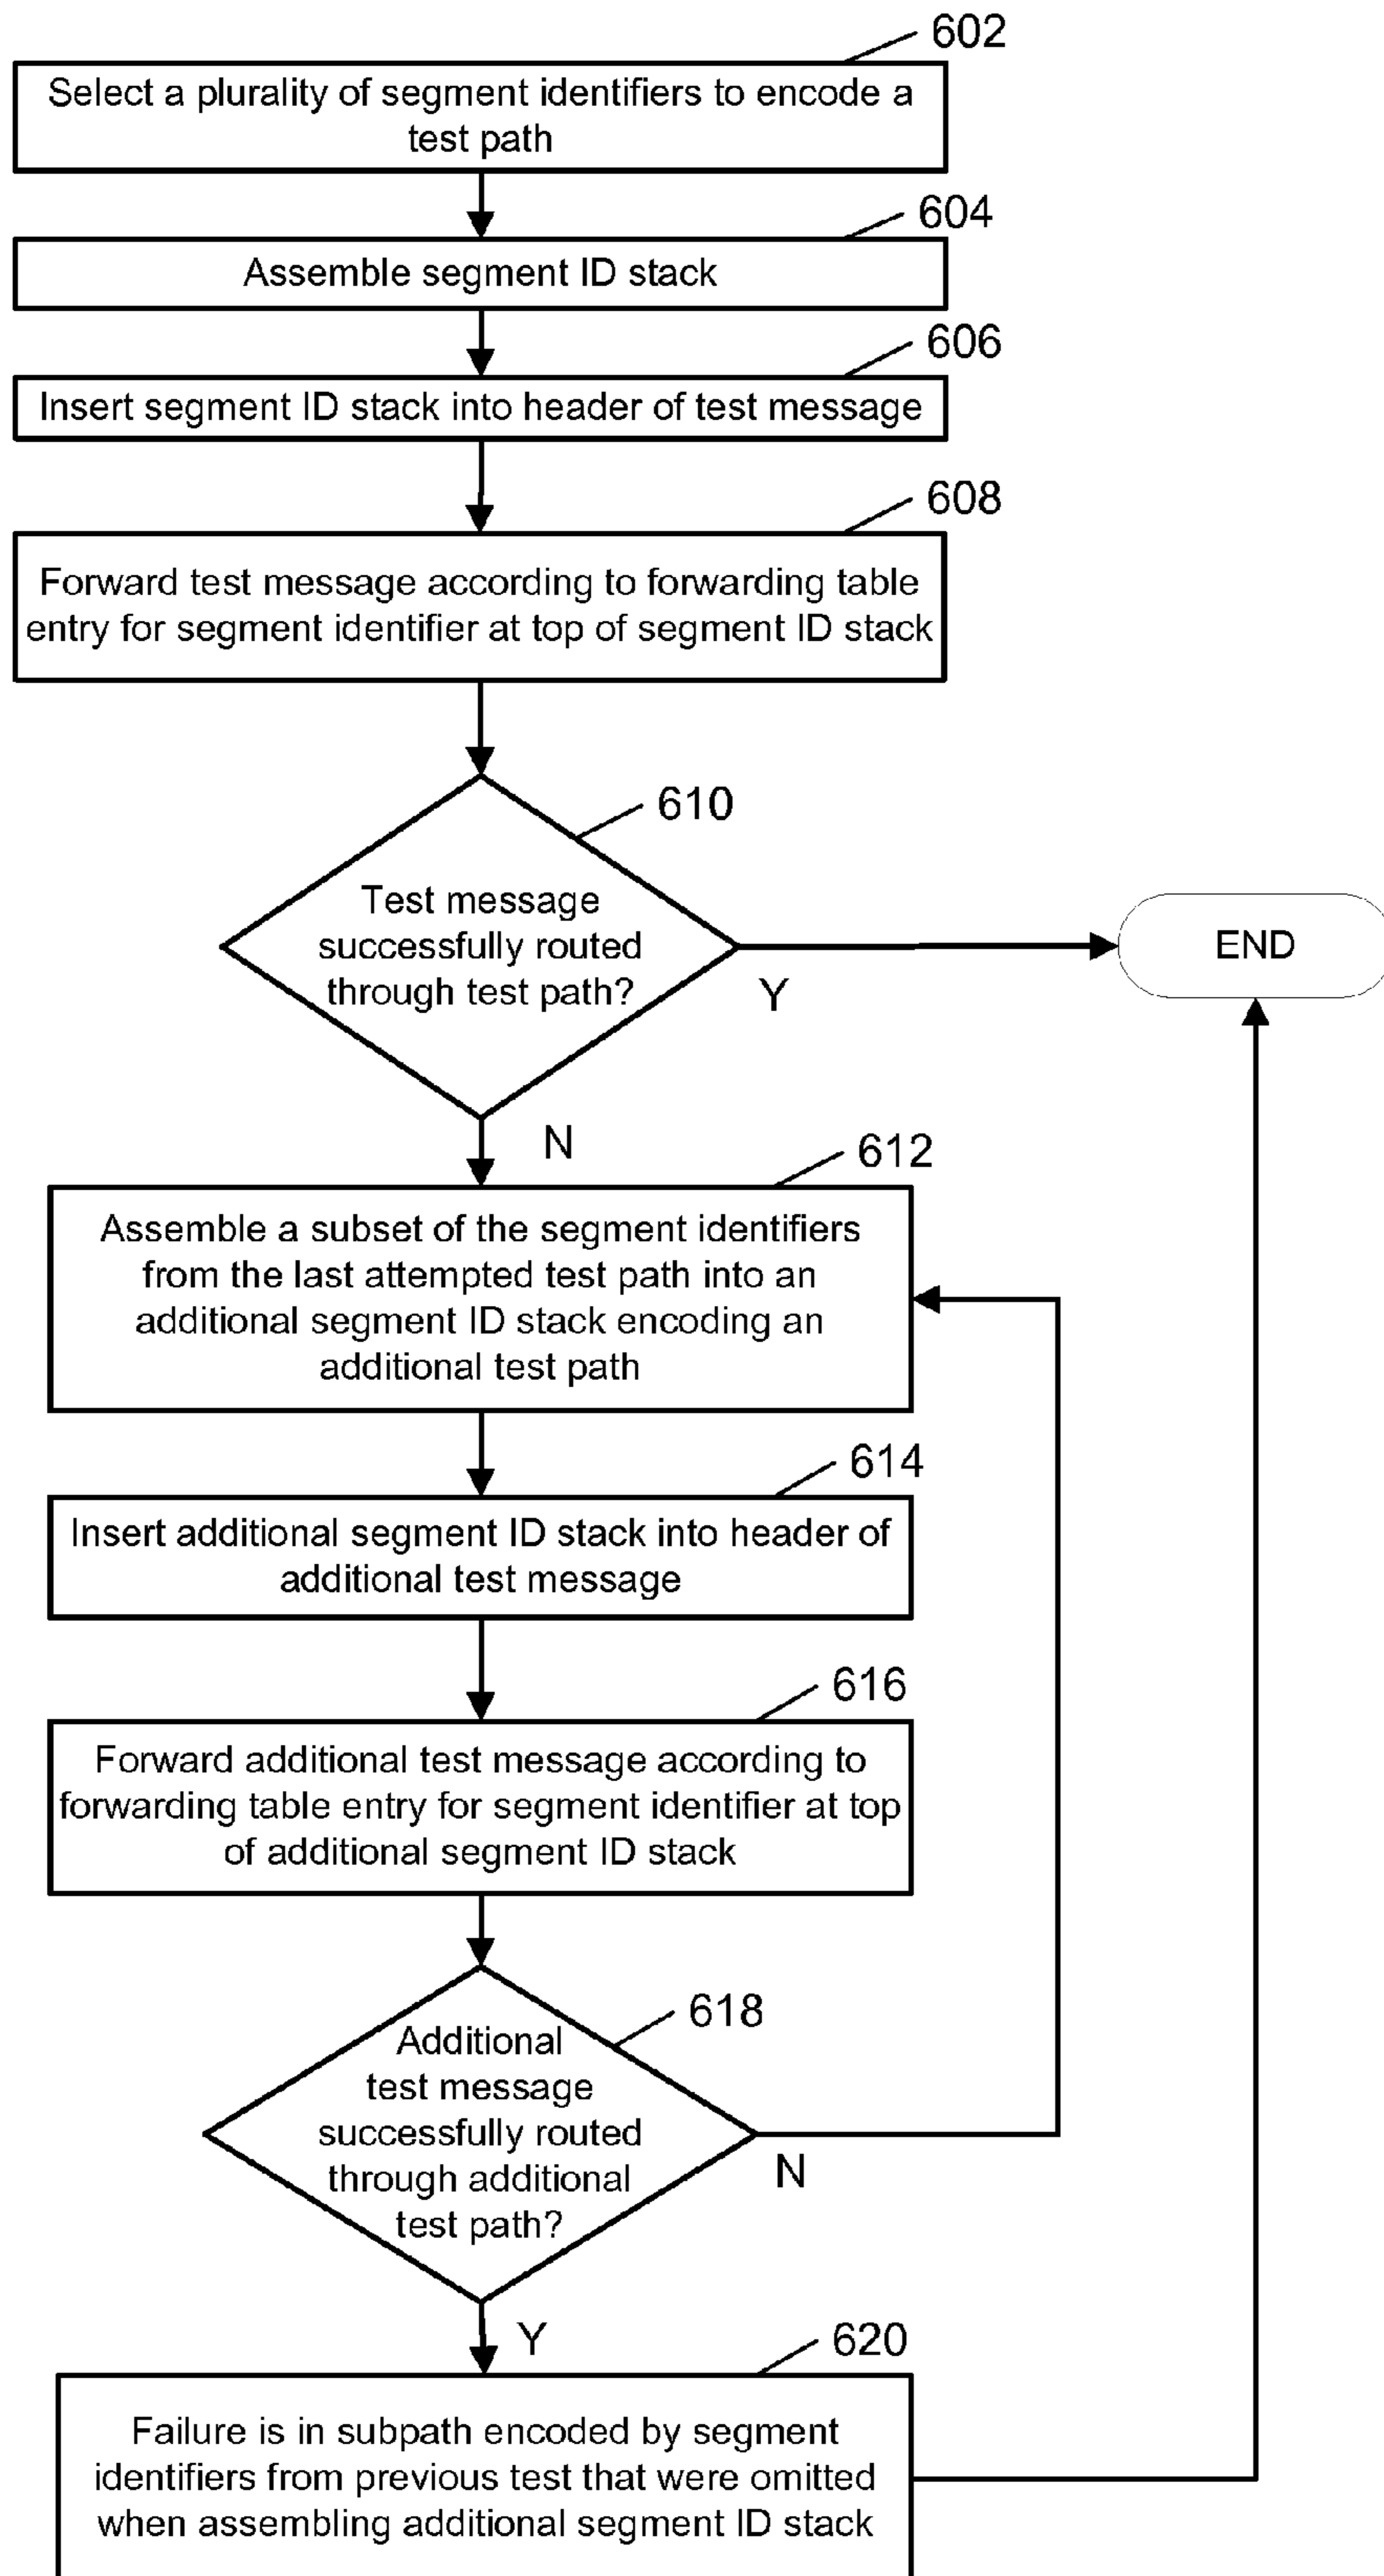 602
Select a plurality of segment identifiers to encode a
test path
604
Assemble segment ID stack
606
Insert segment ID stack into header of test message
608
Forward test message according to forwarding table
entry for segment identifier at top of segment ID stack
610
Test message
successfully routed
through test path?
Y
END
N
612
Assemble a subset of the segment identifiers
from the last attempted test path into an
additional segment ID stack encoding an
additional test path
614
Insert additional segment ID stack into header of
additional test message
616
Forward additional test message according to
forwarding table entry for segment identifier at top
of additional segment ID stack
618
Additional
test message
successfully routed
through additional
test path?
N
Y
620
Failure is in subpath encoded by segment
identifiers from previous test that were omitted
when assembling additional segment ID stack